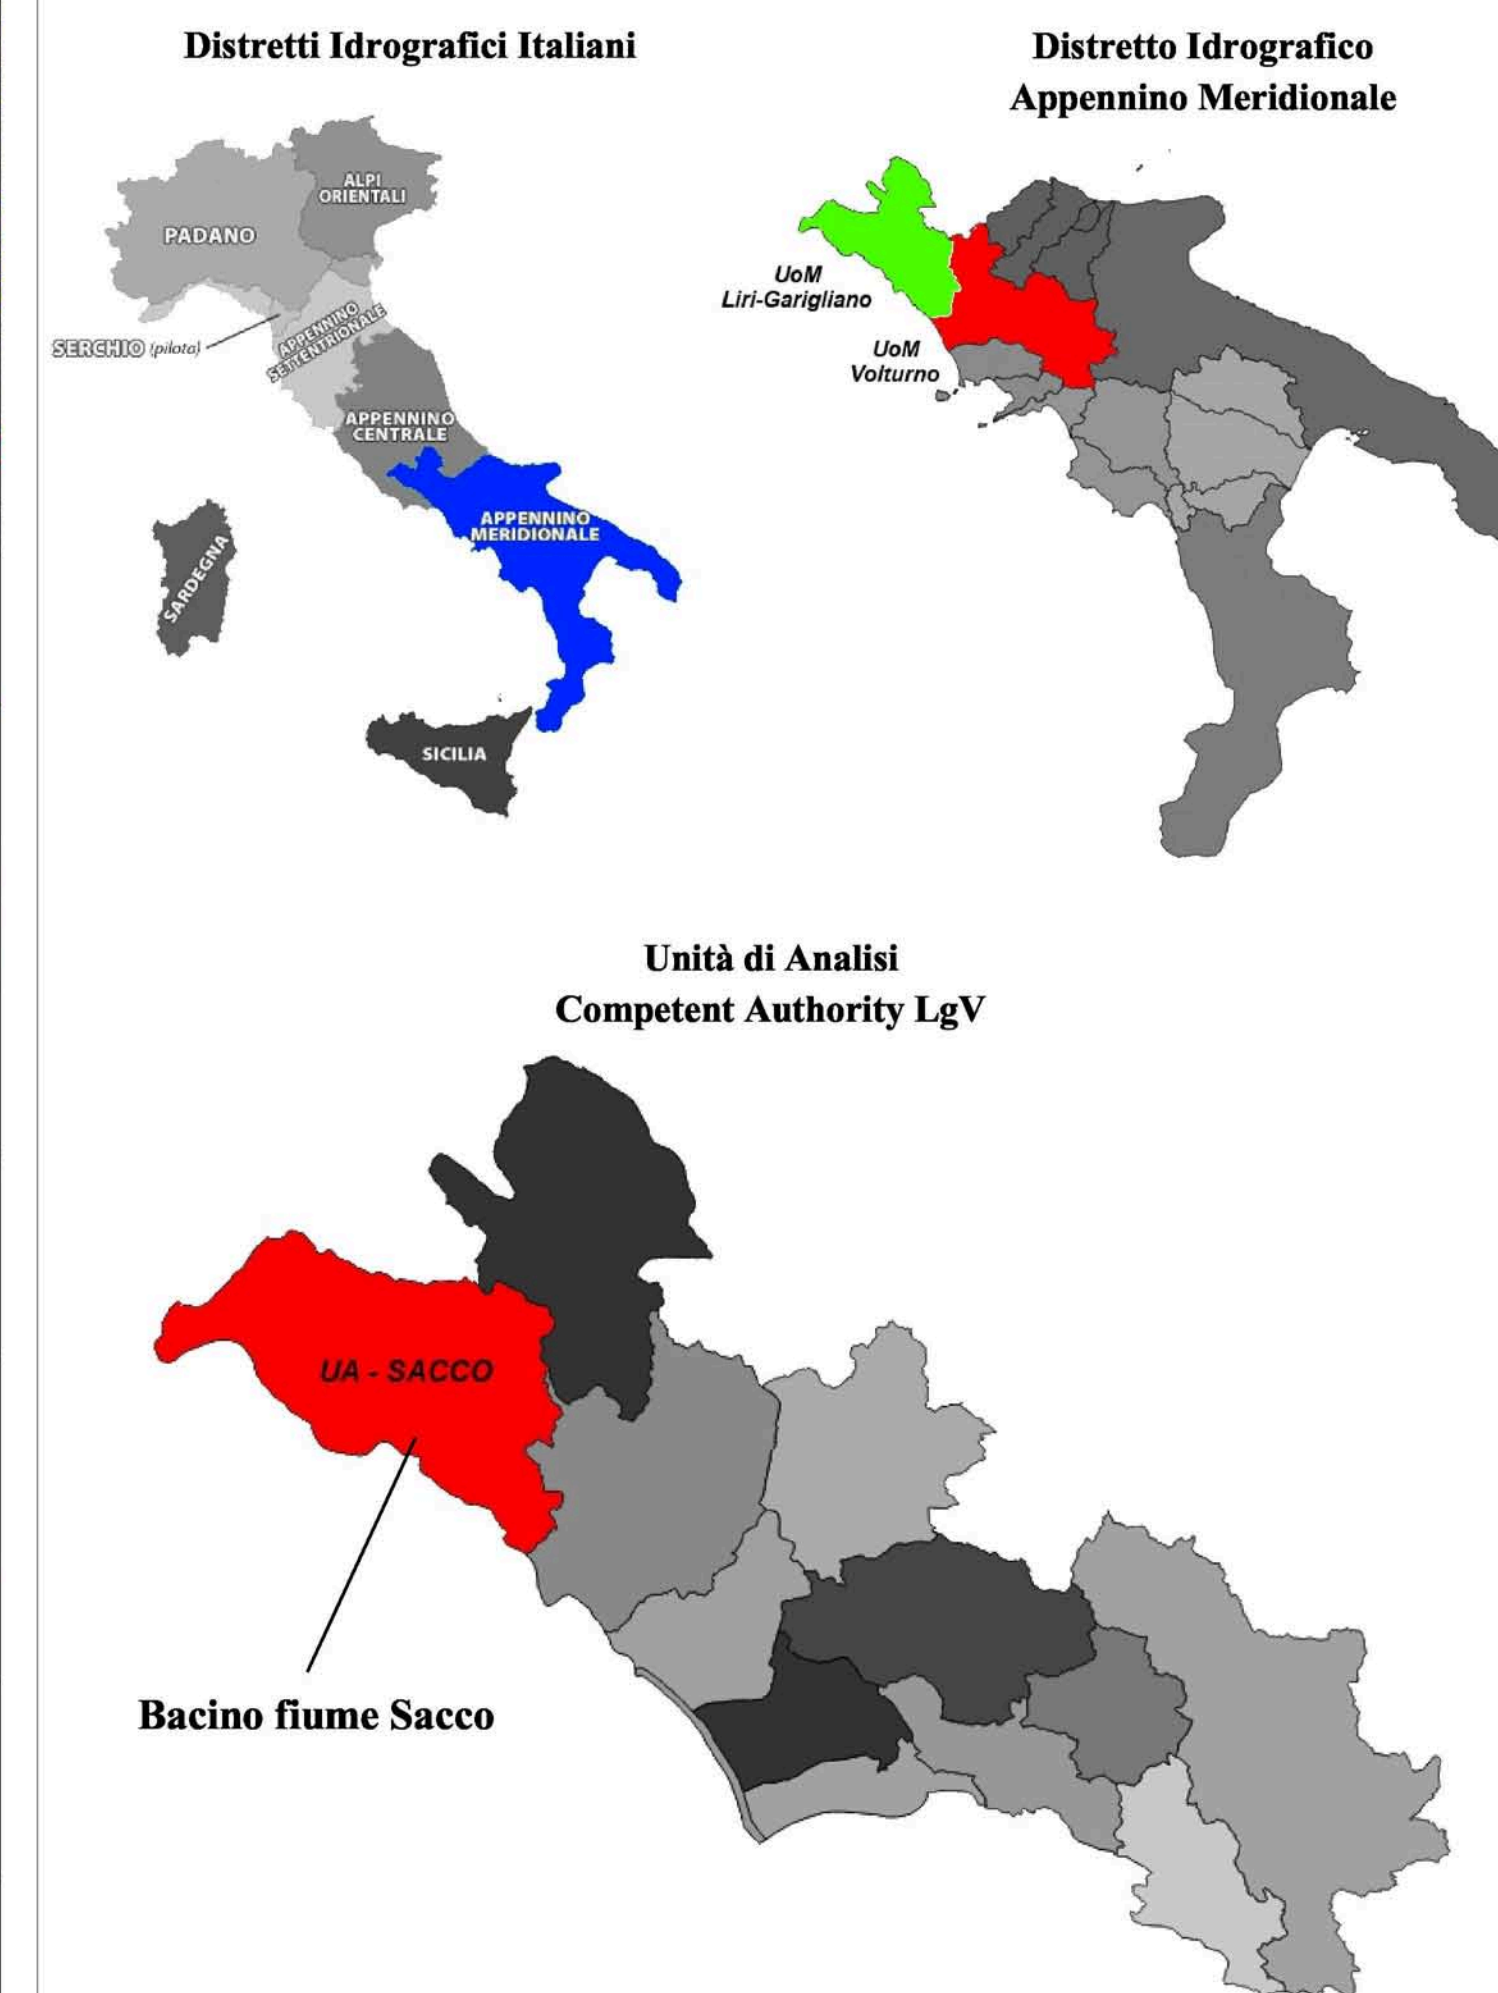 Distretti Idrografici Italiani
ALPI
ORIENTALI
PADANO
SERCHIO (pilota)
APPENNINO
SETTENTRIONALE
APPENNINO
CENTRALE
APPENNINO
MERIDIONALE
SARDEGNA
SICILIA
Distretto Idrografico
Appennino Meridionale
UoM
Liri-Garigliano
UoM
Volturno
Unità di Analisi
Competent Authority LgV
UA - SACCO
Bacino fiume Sacco